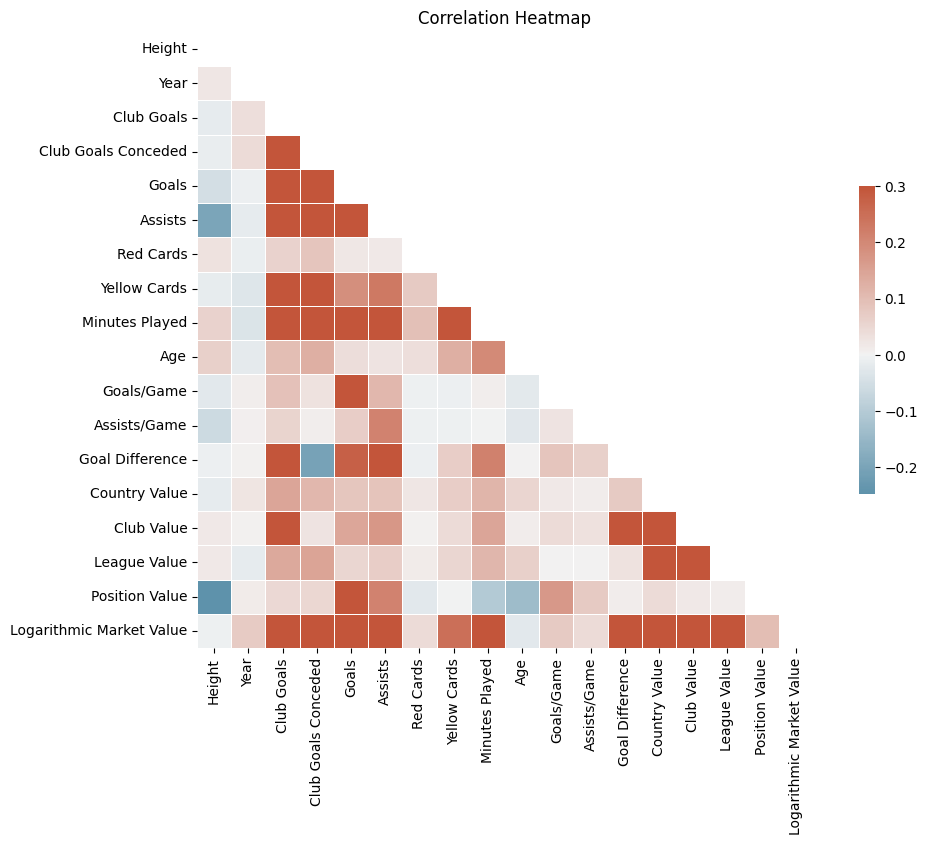 Correlation Heatmap
Height
Year
Club Goals
Club Goals Conceded
Goals
Assists
Red Cards
Yellow Cards
Minutes Played
Age
Goals/Game
Assists/Game
Goal Difference
Country Value
Club Value
League Value
Position Value
Logarithmic Market Value
Height
Year
Club Goals
Club Goals Conceded
Goals
Assists
Red Cards
Yellow Cards
Minutes Played
Age
Goals/Game
Assists/Game
Goal Difference
Country Value
Club Value
League Value
Position Value
Logarithmic Market Value
0.3
0.2
0.1
0.0
−0.1
−0.2